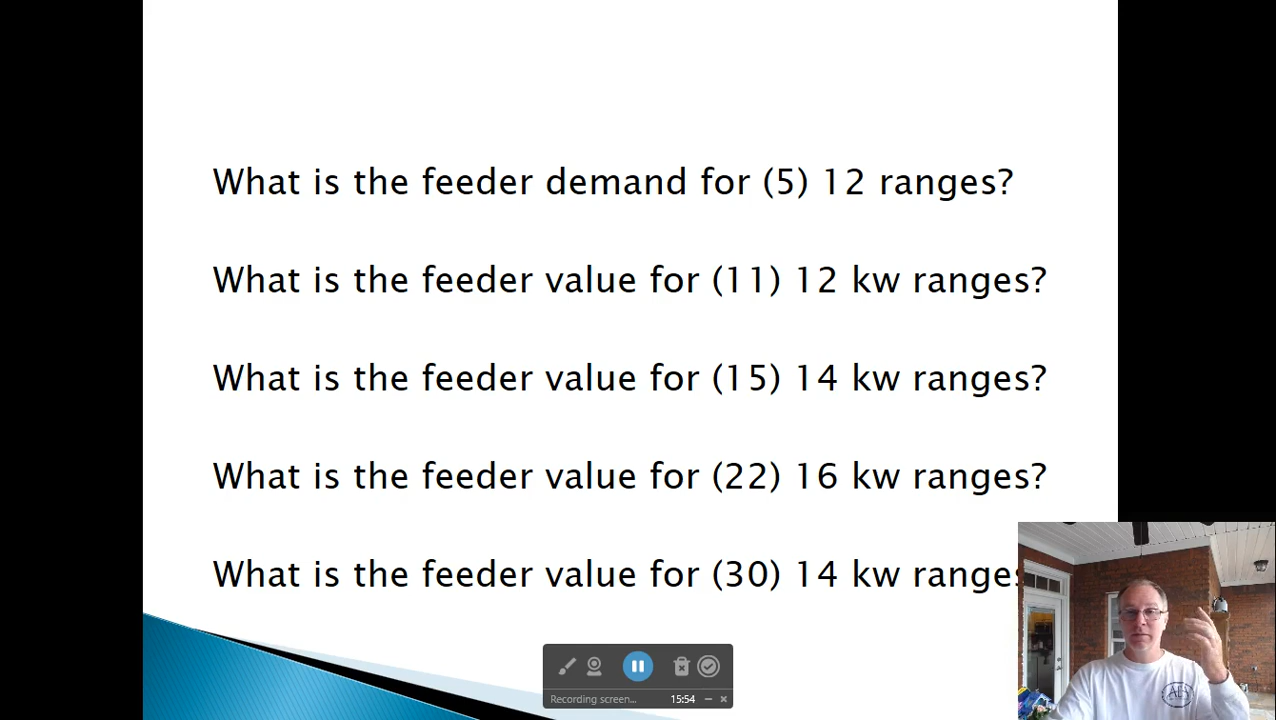 What is the feeder demand for (5) 12 ranges?
What is the feeder value for (11) 12 kw ranges?
What is the feeder value for (15) 14 kw ranges?
What is the feeder value for (22) 16 kw ranges?
What is the feeder value for (30) 14 kw ranges
Recording screen... 15:54